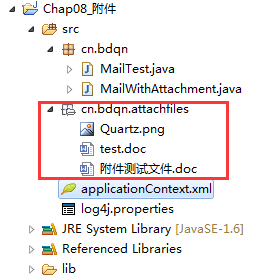 Chap08_附件
src
cn.bdqn
MailTest.java
MailWithAttachment.java
cn.bdqn.attachfiles
Quartz.png
test.doc
附件测试文件.doc
applicationContext.xml
log4j.properties
JRE System Library [JavaSE-1.6]
Referenced Libraries
lib